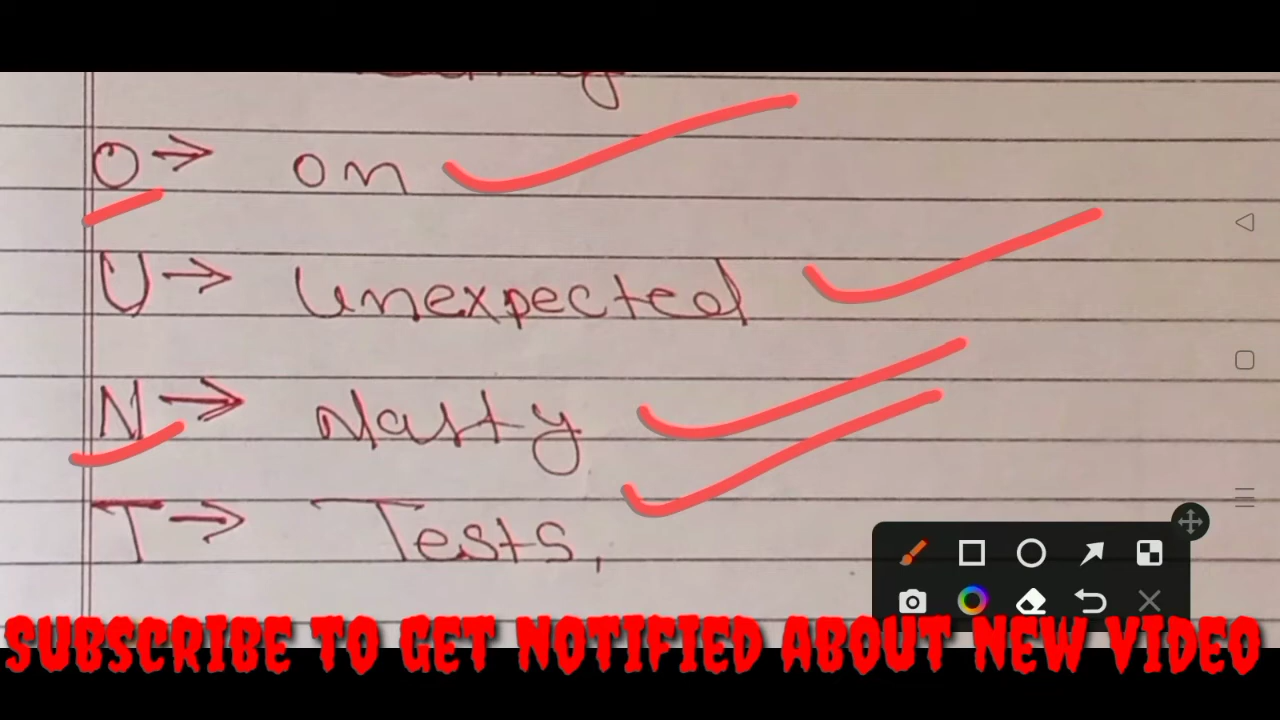 O → on
U → Unexpected
N → Nasty
T → Tests,
SUBSCRIBE TO GET NOTIFIED ABOUT NEW VIDEO